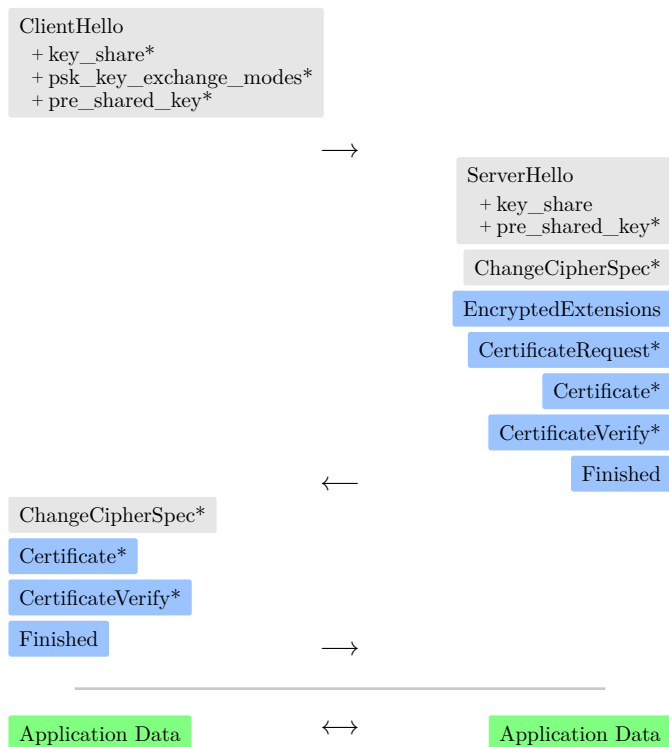 ClientHello
+ key_share*
+ psk_key_exchange_modes*
+ pre_shared_key*
⟶
ServerHello
+ key_share
+ pre_shared_key*
ChangeCipherSpec*
EncryptedExtensions
CertificateRequest*
Certificate*
CertificateVerify*
Finished
⟵
ChangeCipherSpec*
Certificate*
CertificateVerify*
Finished
⟶
Application Data ⟷ Application Data